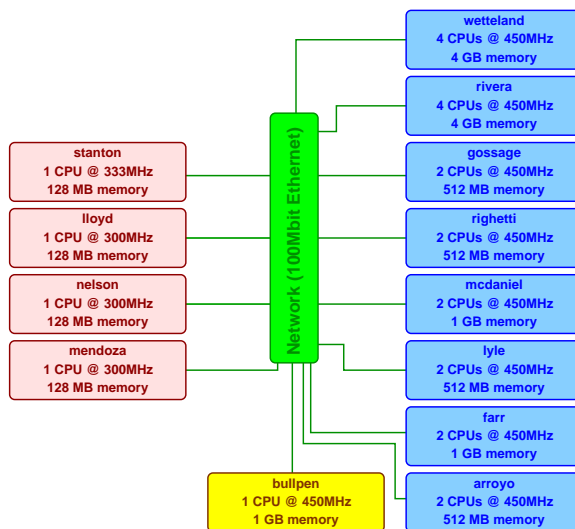 wetteland
4 CPUs @ 450MHz
4 GB memory
rivera
4 CPUs @ 450MHz
4 GB memory
stanton
1 CPU @ 333MHz
128 MB memory
gossage
2 CPUs @ 450MHz
512 MB memory
lloyd
1 CPU @ 300MHz
128 MB memory
Network (100Mbit Ethernet)
righetti
2 CPUs @ 450MHz
512 MB memory
nelson
1 CPU @ 300MHz
128 MB memory
mcdaniel
2 CPUs @ 450MHz
1 GB memory
mendoza
1 CPU @ 300MHz
128 MB memory
lyle
2 CPUs @ 450MHz
512 MB memory
farr
2 CPUs @ 450MHz
1 GB memory
bullpen
1 CPU @ 450MHz
1 GB memory
arroyo
2 CPUs @ 450MHz
512 MB memory